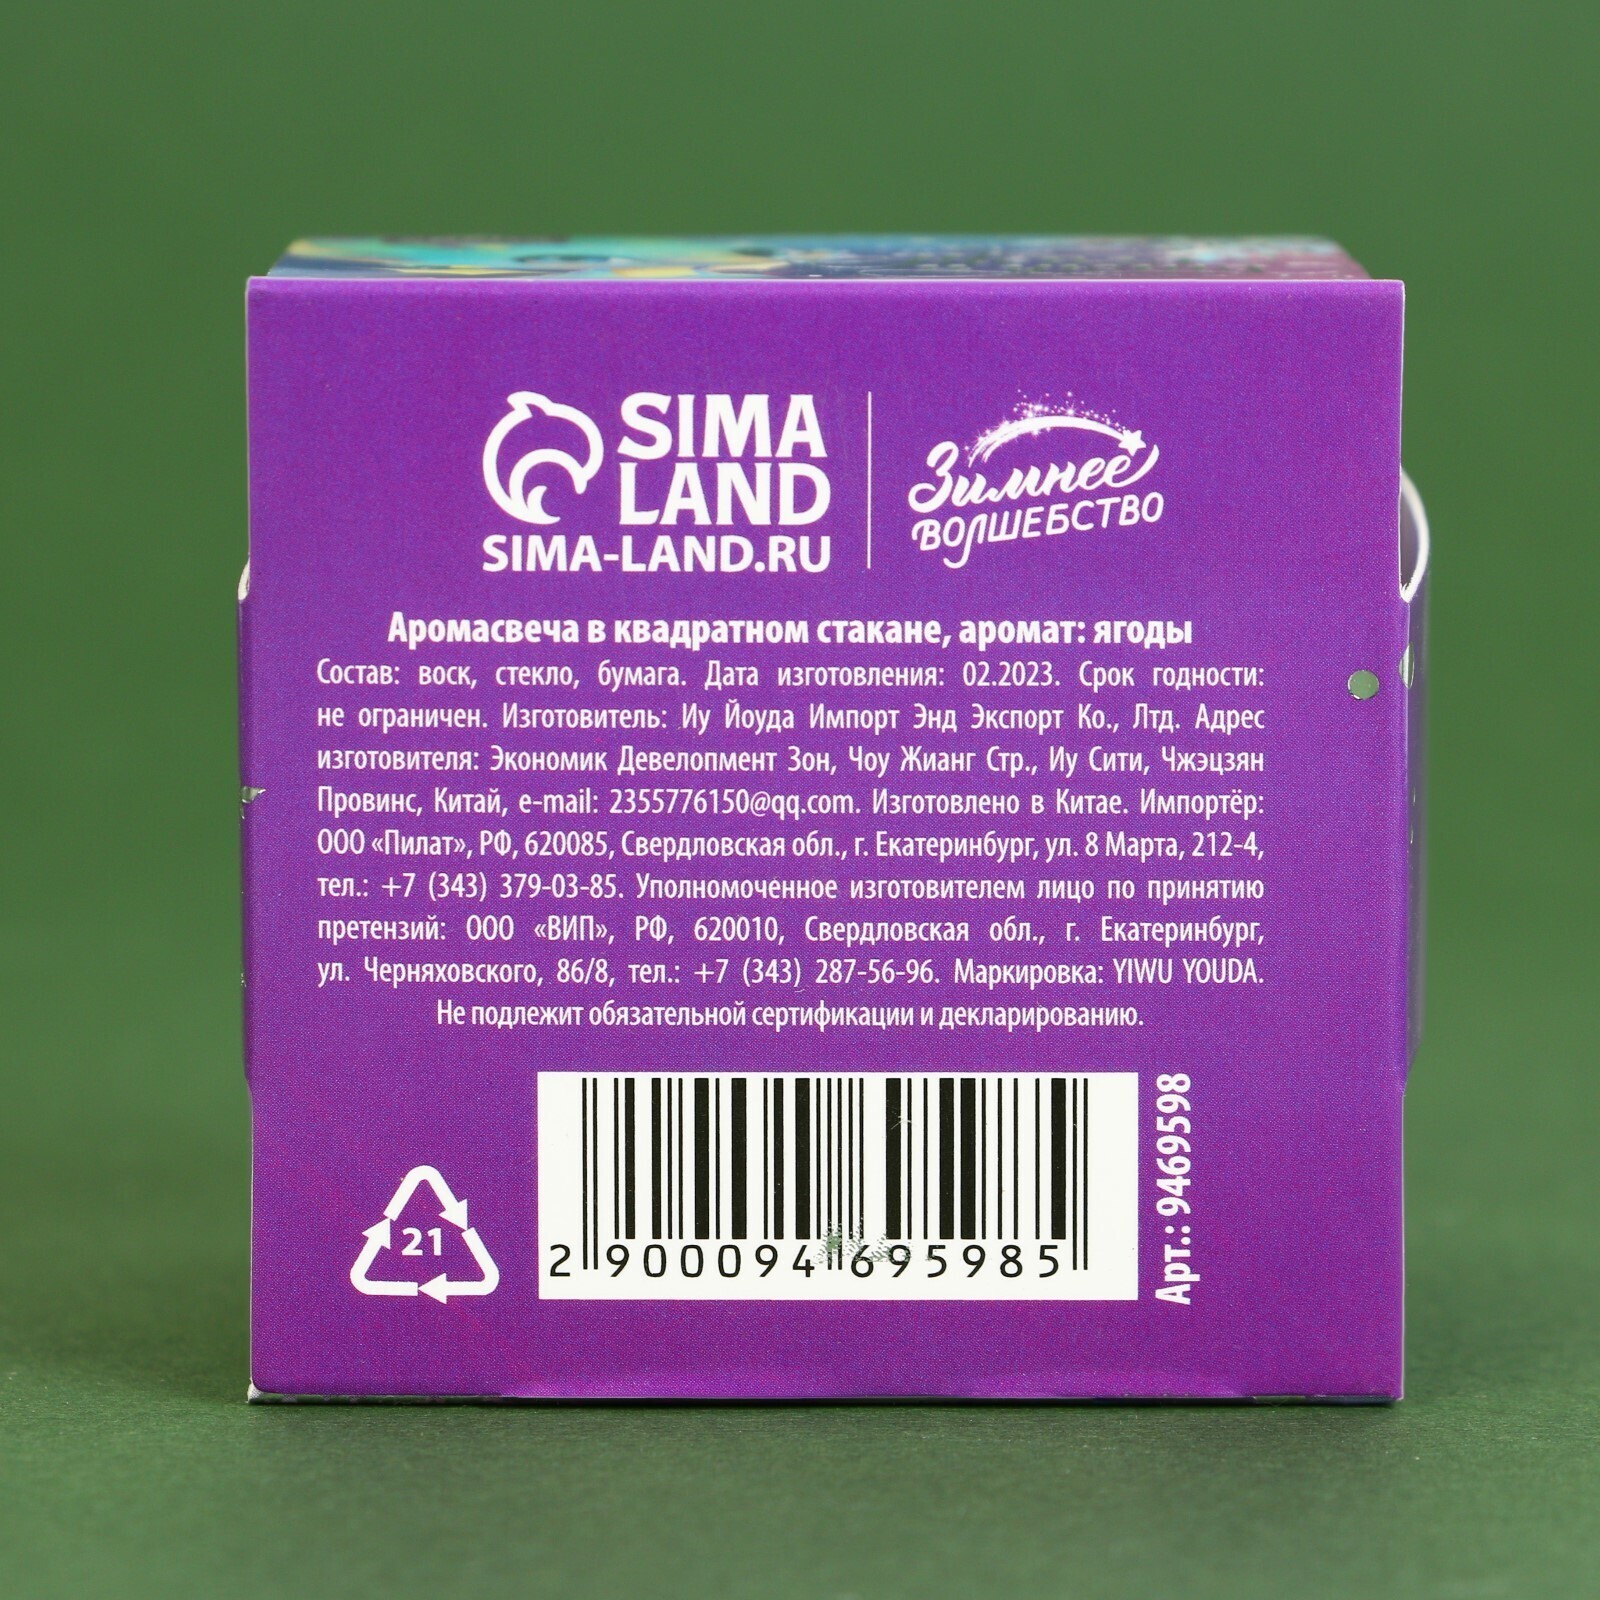 SIMA
LAND
SIMA-LAND.RU
Зимнее
ВОЛШЕБСТВО
Аромасвеча в квадратном стакане, аромат: ягоды
Состав: воск, стекло, бумага. Дата изготовления: 02.2023. Срок годности:
не ограничен. Изготовитель: Иу Йоуда Импорт Энд Экспорт Ко., Лтд. Адрес
изготовителя: Экономик Девелопмент Зон, Чоу Жианг Стр., Иу Сити, Чжэцзян
Провинс, Китай, e-mail: 2355776150@qq.com. Изготовлено в Китае. Импортёр:
ООО «Пилат», РФ, 620085, Свердловская обл., г. Екатеринбург, ул. 8 Марта, 212-4,
тел.: +7 (343) 379-03-85. Уполномоченное изготовителем лицо по принятию
претензий: ООО «ВИП», РФ, 620010, Свердловская обл., г. Екатеринбург,
ул. Черняховского, 86/8, тел.: +7 (343) 287-56-96. Маркировка: YIWU YOUDA.
Не подлежит обязательной сертификации и декларированию.
21
2 900094 695985
Арт.: 9469598